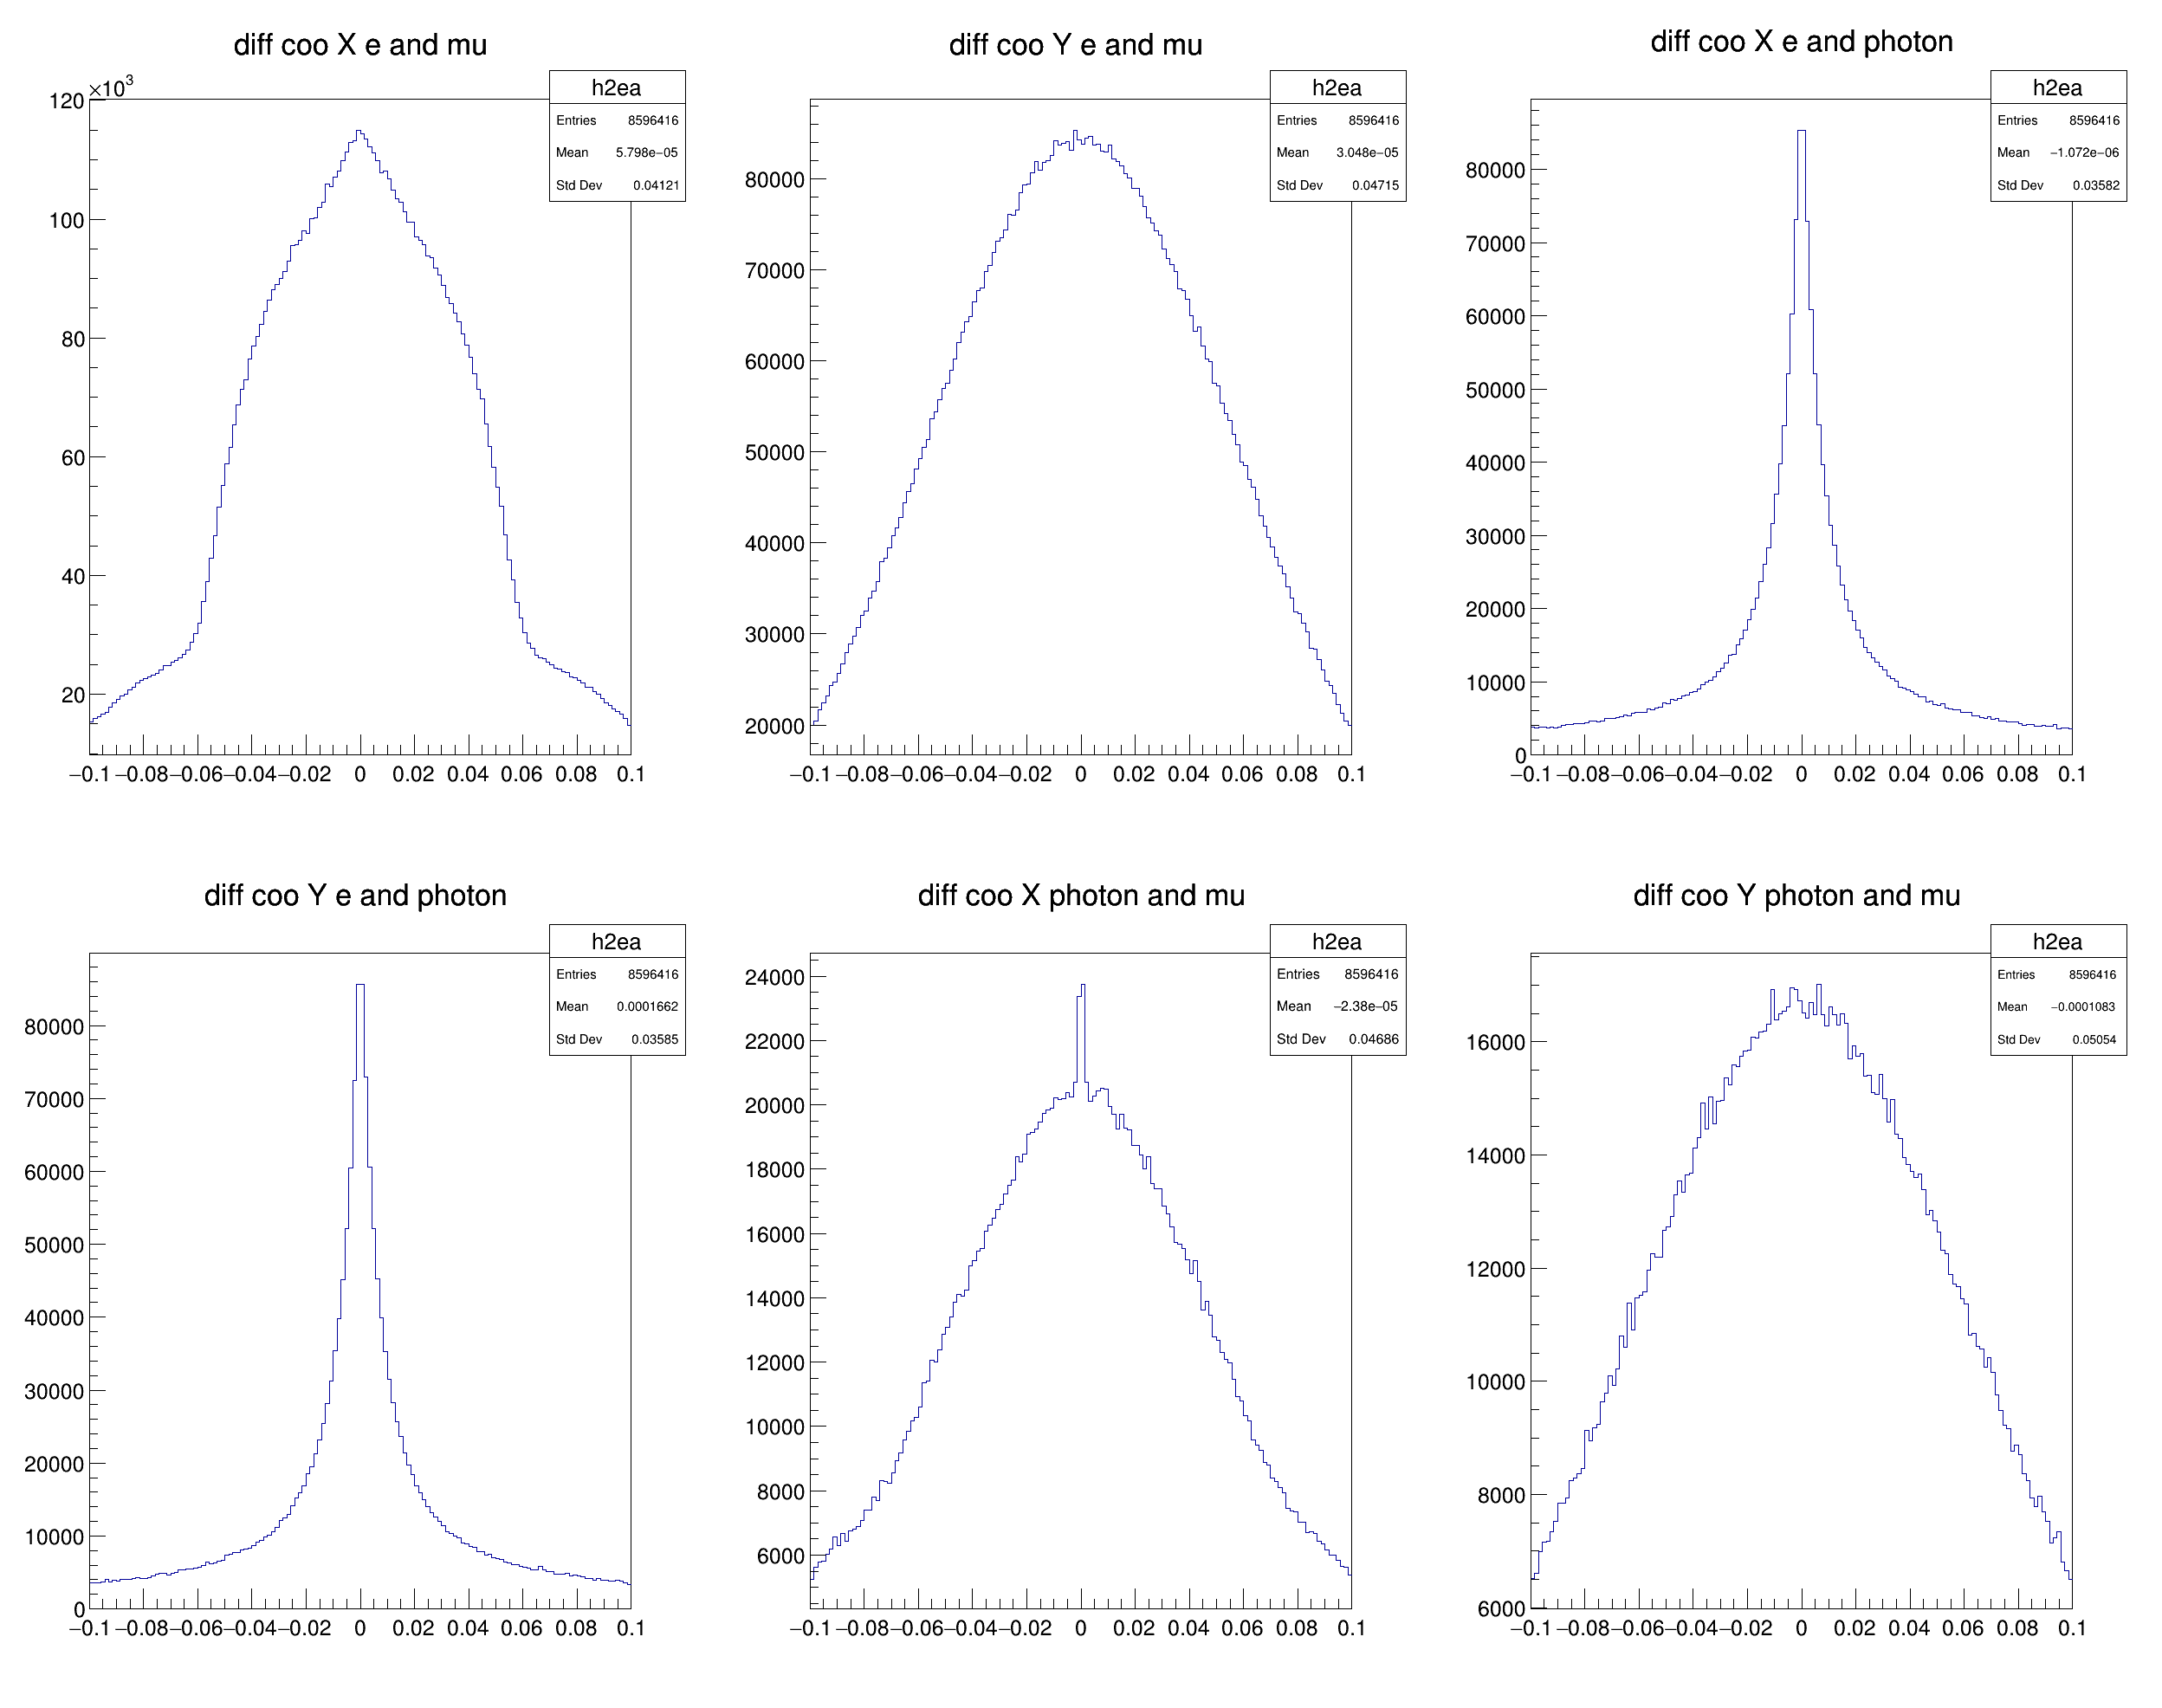 diff coo X e and mu
×10³
h2ea
Entries 8596416
Mean 5.798e−05
Std Dev 0.04121
120
100
80
60
40
20
−0.1 −0.08 −0.06 −0.04 −0.02 0 0.02 0.04 0.06 0.08 0.1
diff coo Y e and mu
h2ea
Entries 8596416
Mean 3.048e−05
Std Dev 0.04715
80000
70000
60000
50000
40000
30000
20000
−0.1 −0.08 −0.06 −0.04 −0.02 0 0.02 0.04 0.06 0.08 0.1
diff coo X e and photon
h2ea
Entries 8596416
Mean −1.072e−06
Std Dev 0.03582
80000
70000
60000
50000
40000
30000
20000
10000
0
−0.1 −0.08 −0.06 −0.04 −0.02 0 0.02 0.04 0.06 0.08 0.1
diff coo Y e and photon
h2ea
Entries 8596416
Mean 0.0001662
Std Dev 0.03585
80000
70000
60000
50000
40000
30000
20000
10000
0
−0.1 −0.08 −0.06 −0.04 −0.02 0 0.02 0.04 0.06 0.08 0.1
diff coo X photon and mu
h2ea
Entries 8596416
Mean −2.38e−05
Std Dev 0.04686
24000
22000
20000
18000
16000
14000
12000
10000
8000
6000
−0.1 −0.08 −0.06 −0.04 −0.02 0 0.02 0.04 0.06 0.08 0.1
diff coo Y photon and mu
h2ea
Entries 8596416
Mean −0.0001083
Std Dev 0.05054
16000
14000
12000
10000
8000
6000
−0.1 −0.08 −0.06 −0.04 −0.02 0 0.02 0.04 0.06 0.08 0.1